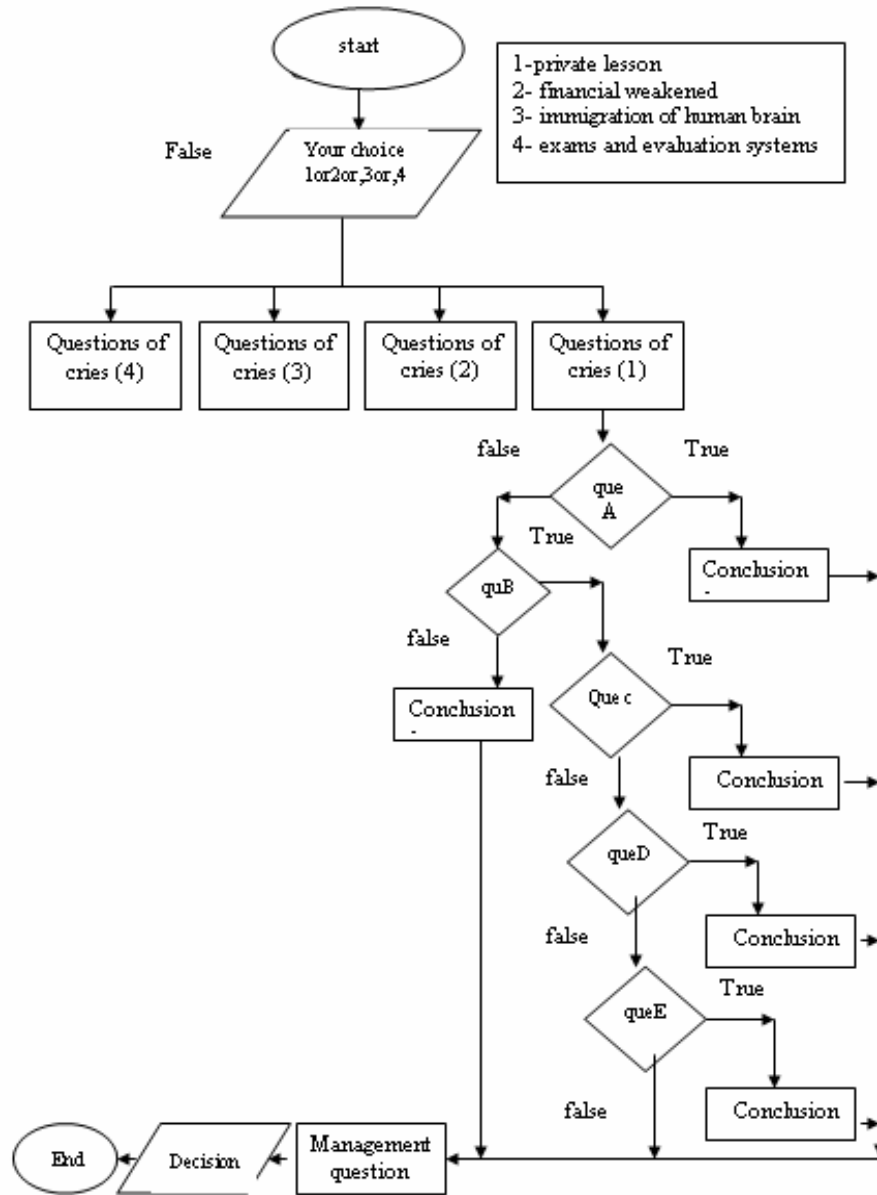 start
1-private lesson
2- financial weakened
3- immigration of human brain
4- exams and evaluation systems
False
Your choice
1or2or,3or,4
Questions of
cries (4)
Questions of
cries (3)
Questions of
cries (2)
Questions of
cries (1)
false
True
que
A
True
Conclusion
-
quB
false
True
Que c
Conclusion
-
false
Conclusion
True
queD
false
Conclusion
True
queE
false
Conclusion
End
Decision
Management
question